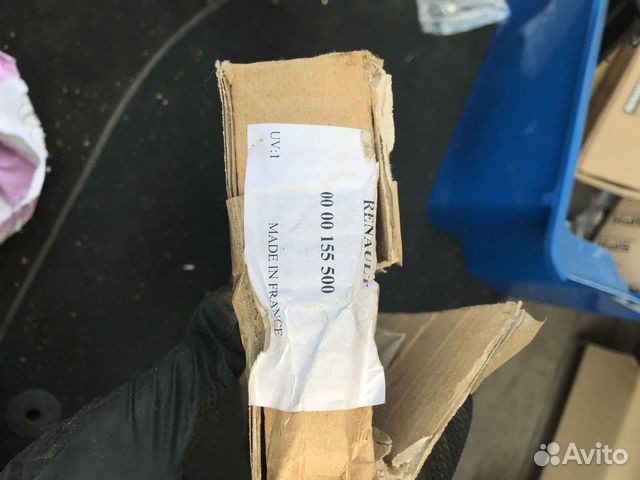 RENAULT
00 00 155 500
UV:1 MADE IN FRANCE
Avito